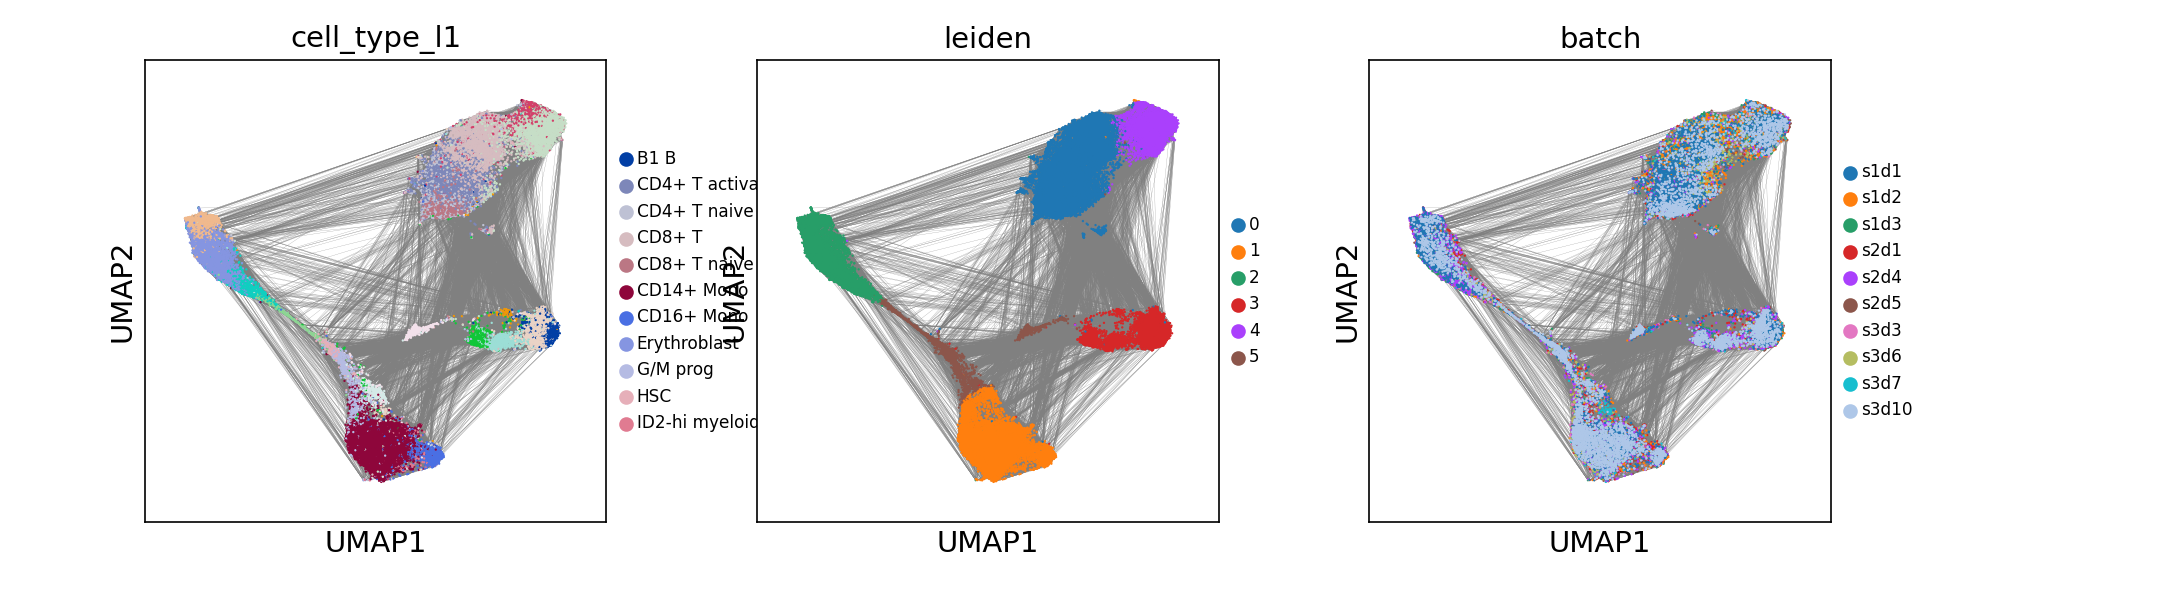 cell_type_l1
UMAP2
UMAP1
B1 B
CD4+ T activa
CD4+ T naive
CD8+ T
CD8+ T naive
CD14+ Mono
CD16+ Mono
Erythroblast
G/M prog
HSC
ID2-hi myeloid
leiden
UMAP2
UMAP1
0
1
2
3
4
5
batch
UMAP2
UMAP1
s1d1
s1d2
s1d3
s2d1
s2d4
s2d5
s3d3
s3d6
s3d7
s3d10